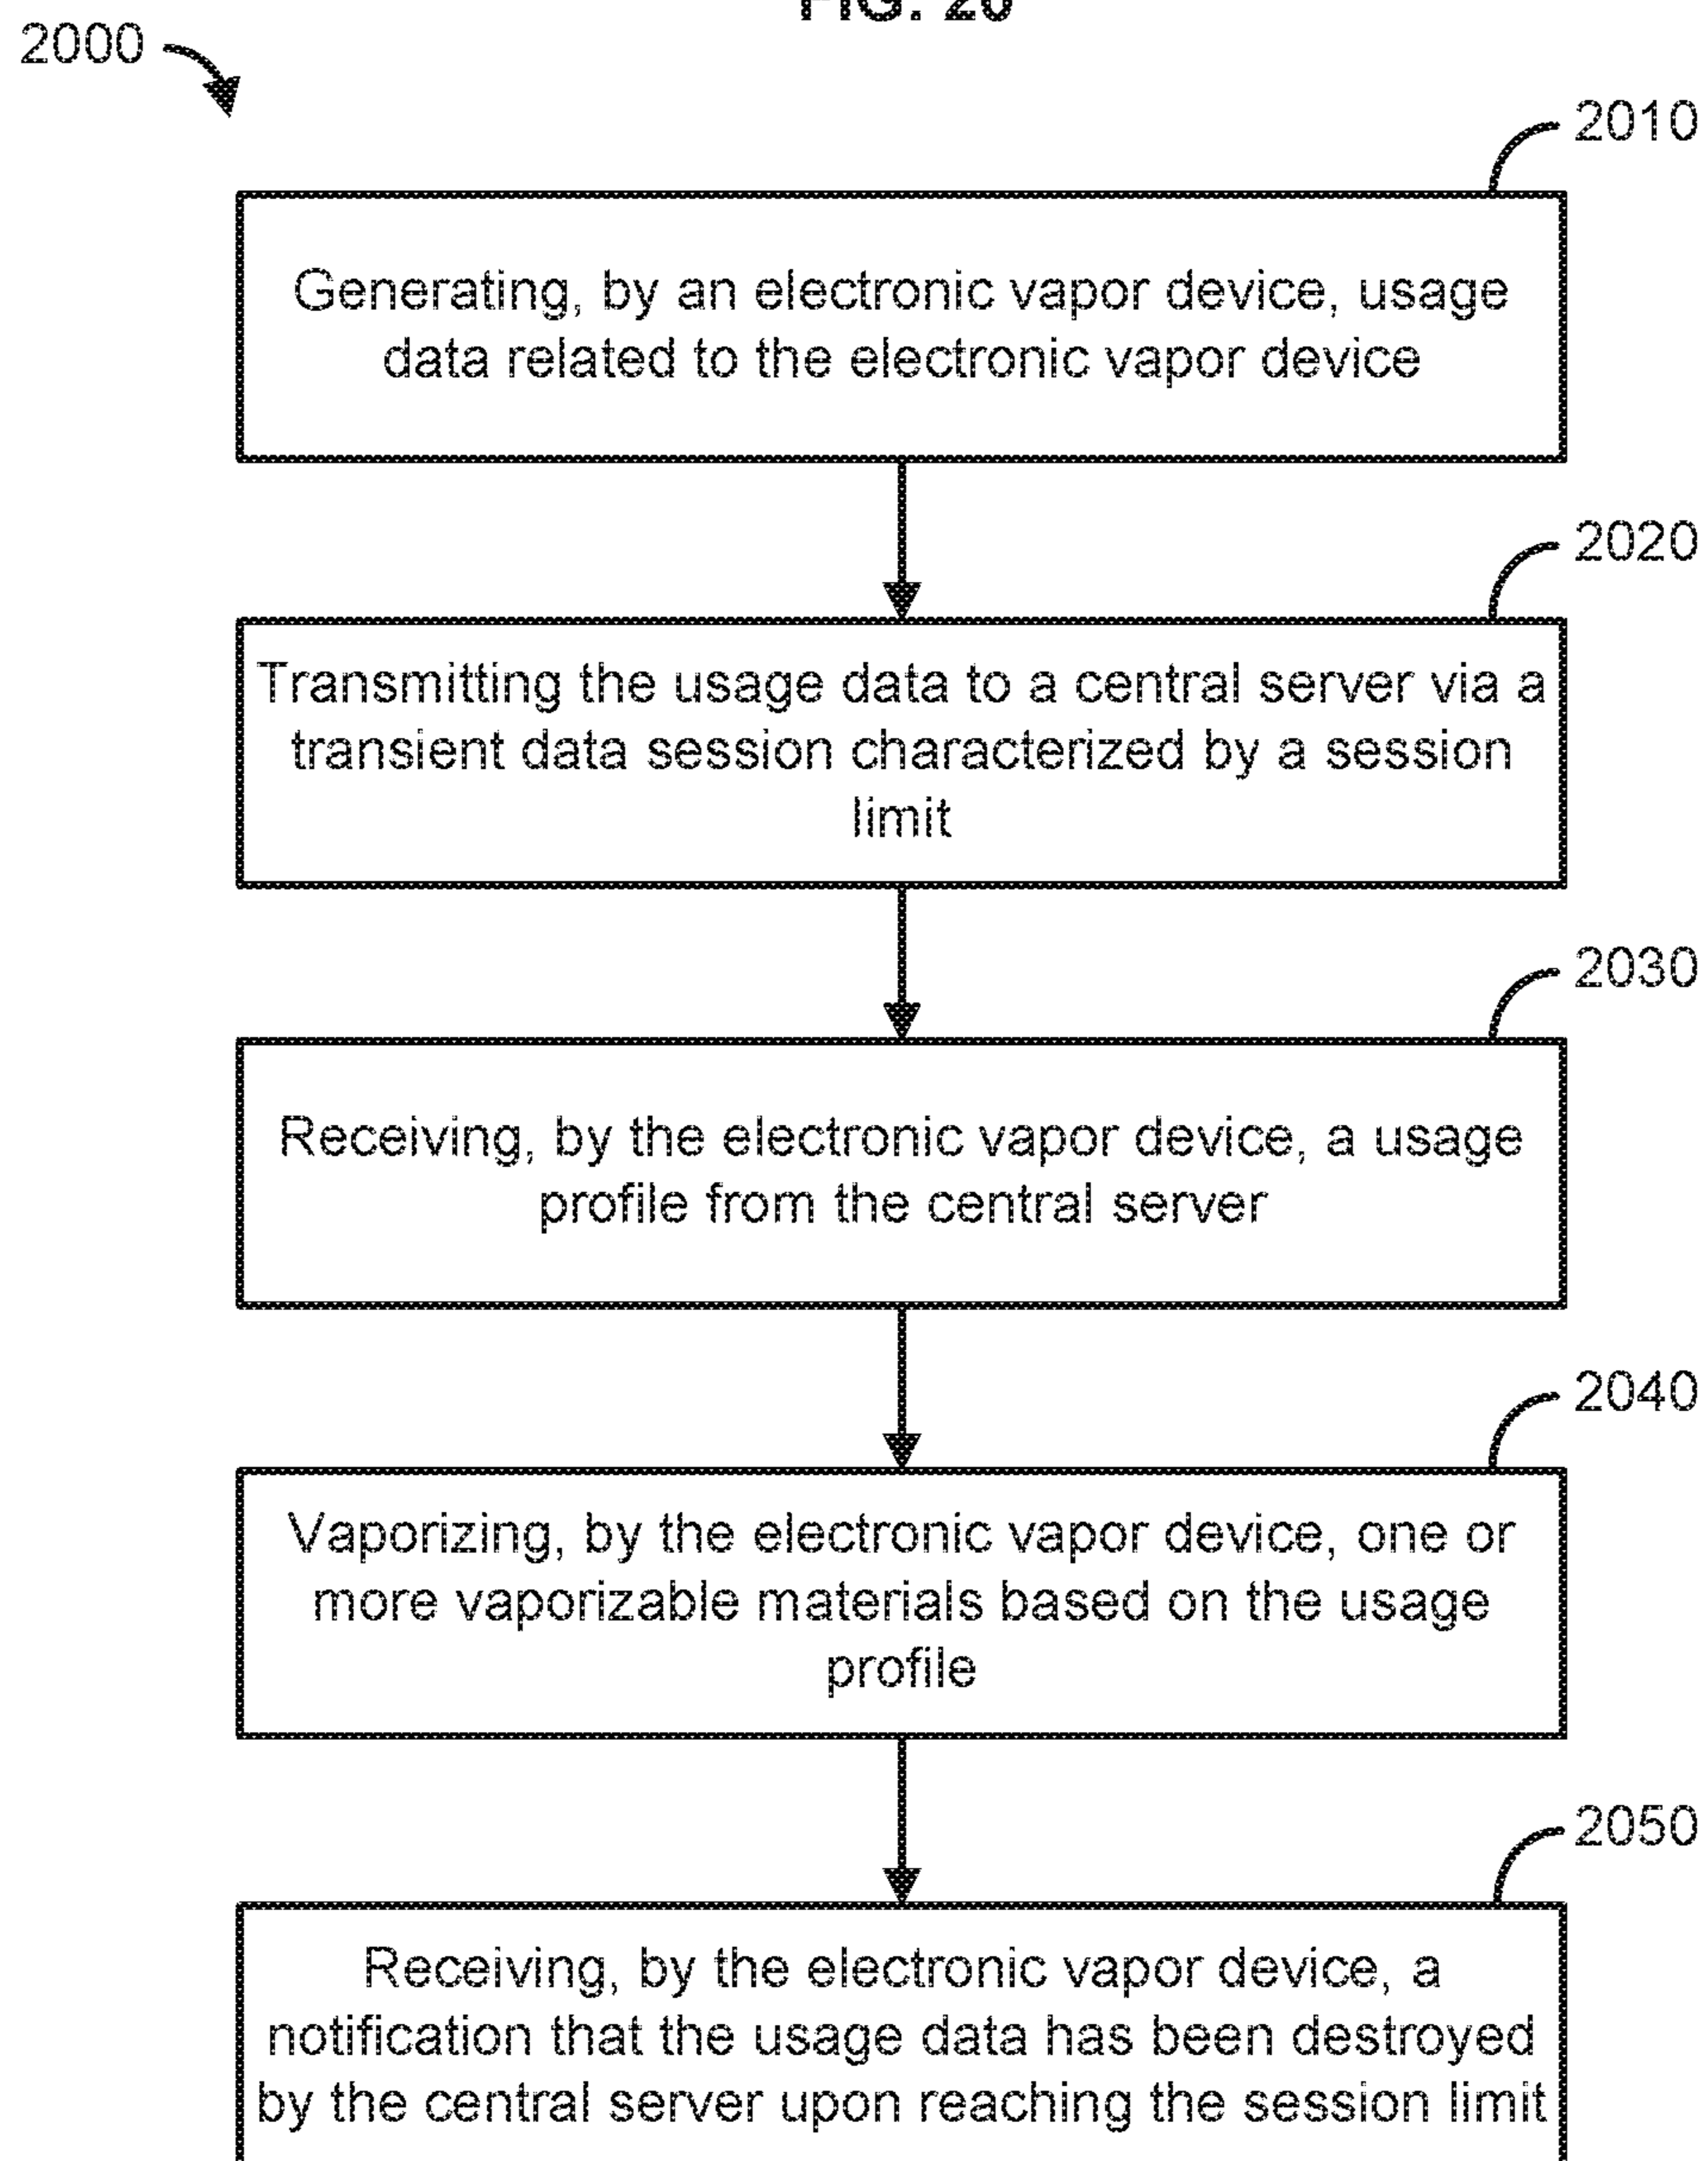 FIG. 20
2000
2010
Generating, by an electronic vapor device, usage
data related to the electronic vapor device
2020
Transmitting the usage data to a central server via a
transient data session characterized by a session
limit
2030
Receiving, by the electronic vapor device, a usage
profile from the central server
2040
Vaporizing, by the electronic vapor device, one or
more vaporizable materials based on the usage
profile
2050
Receiving, by the electronic vapor device, a
notification that the usage data has been destroyed
by the central server upon reaching the session limit